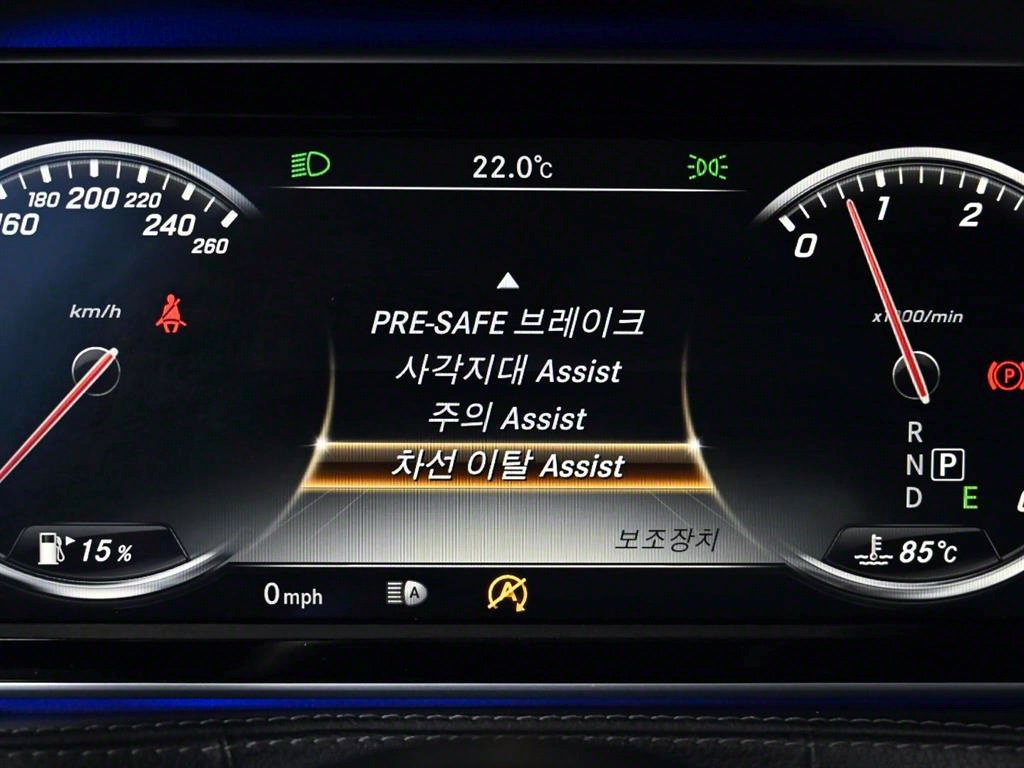 22.0℃
180 200 220
160 240
260
0 1 2
km/h
x1000/min
PRE-SAFE 브레이크
사각지대 Assist
주의 Assist
차선 이탈 Assist
보조장치
P
R
N P
D E
15 %
85℃
0 mph
A
A